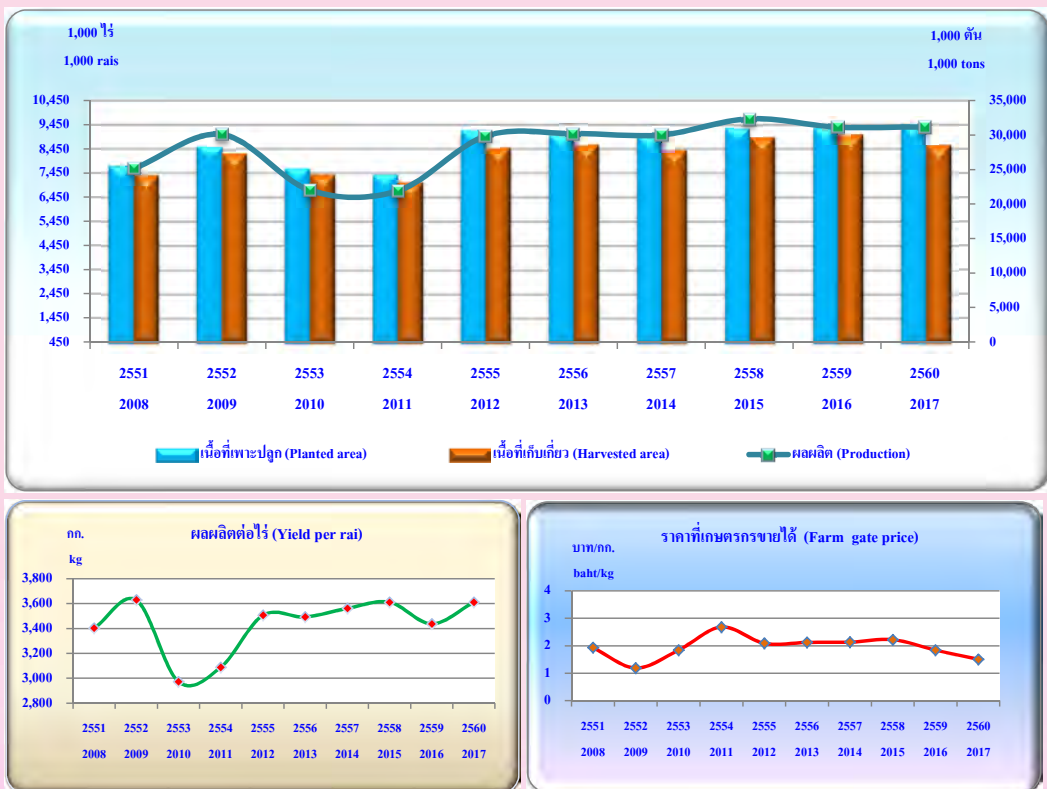 1,000 ไร่
1,000 rais
1,000 ตัน
1,000 tons
10,450
9,450
8,450
7,450
6,450
5,450
4,450
3,450
2,450
1,450
450
35,000
30,000
25,000
20,000
15,000
10,000
5,000
0
2551 2552 2553 2554 2555 2556 2557 2558 2559 2560
2008 2009 2010 2011 2012 2013 2014 2015 2016 2017
เนื้อที่เพาะปลูก (Planted area) เนื้อที่เก็บเกี่ยว (Harvested area) ผลผลิต (Production)
ผลผลิตต่อไร่ (Yield per rai)
กก.
kg
3,800
3,600
3,400
3,200
3,000
2,800
2551 2552 2553 2554 2555 2556 2557 2558 2559 2560
2008 2009 2010 2011 2012 2013 2014 2015 2016 2017
ราคาที่เกษตรกรขายได้ (Farm gate price)
บาท/กก.
baht/kg
4
3
2
1
0
2551 2552 2553 2554 2555 2556 2557 2558 2559 2560
2008 2009 2010 2011 2012 2013 2014 2015 2016 2017